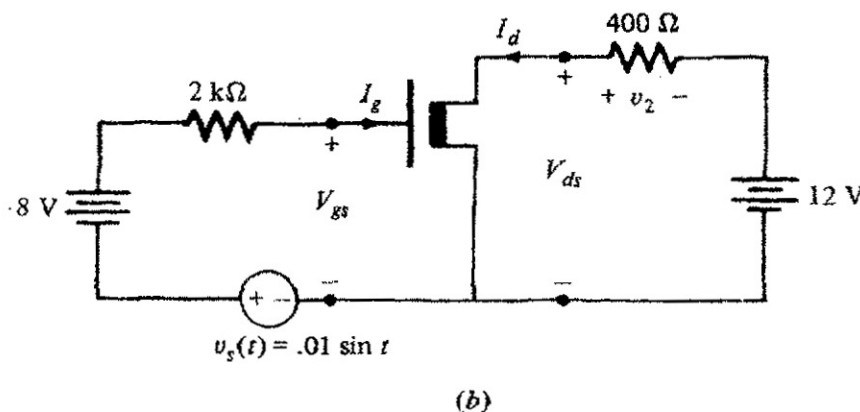 I_d
400 Ω
2 kΩ
I_g
+
+
+ v_2 −
·8 V
V_gs
V_ds
12 V
+ −
−
−
v_s(t) = .01 sin t
(b)